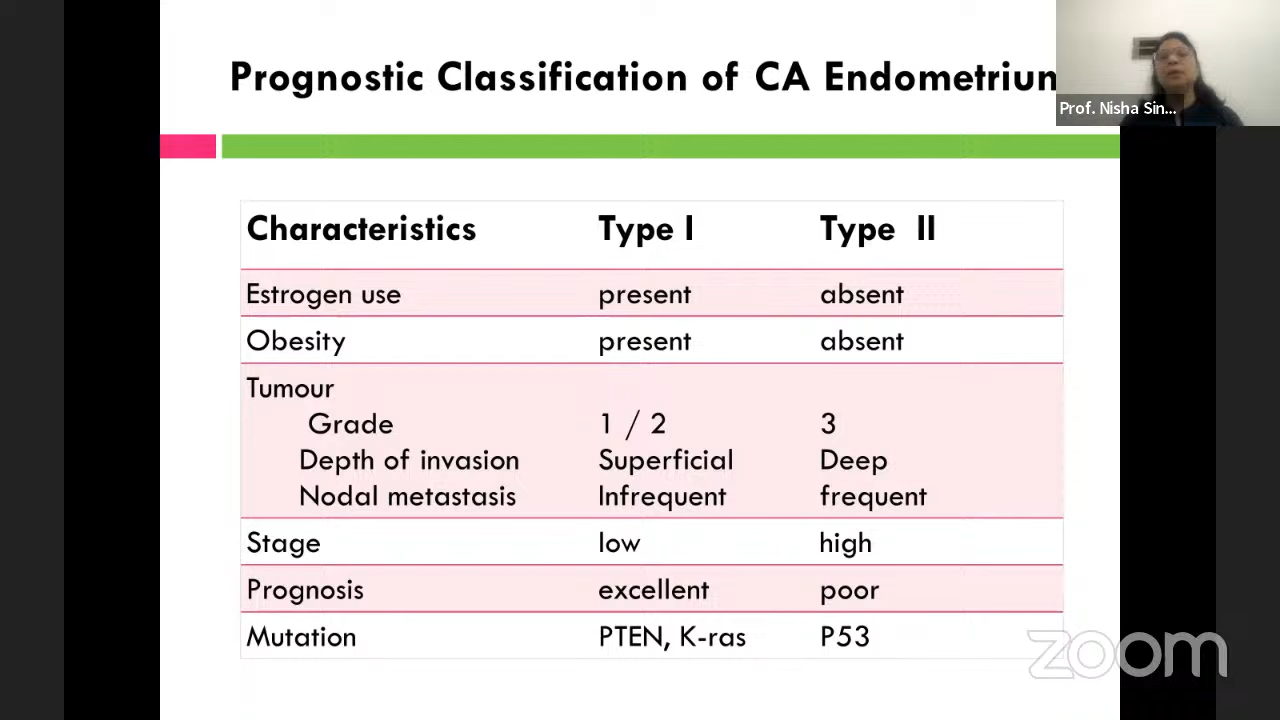 Prognostic Classification of CA Endometrium
Prof. Nisha Sin...
Characteristics Type I Type II
Estrogen use present absent
Obesity present absent
Tumour
Grade 1 / 2 3
Depth of invasion Superficial Deep
Nodal metastasis Infrequent frequent
Stage low high
Prognosis excellent poor
Mutation PTEN, K-ras P53
zoom